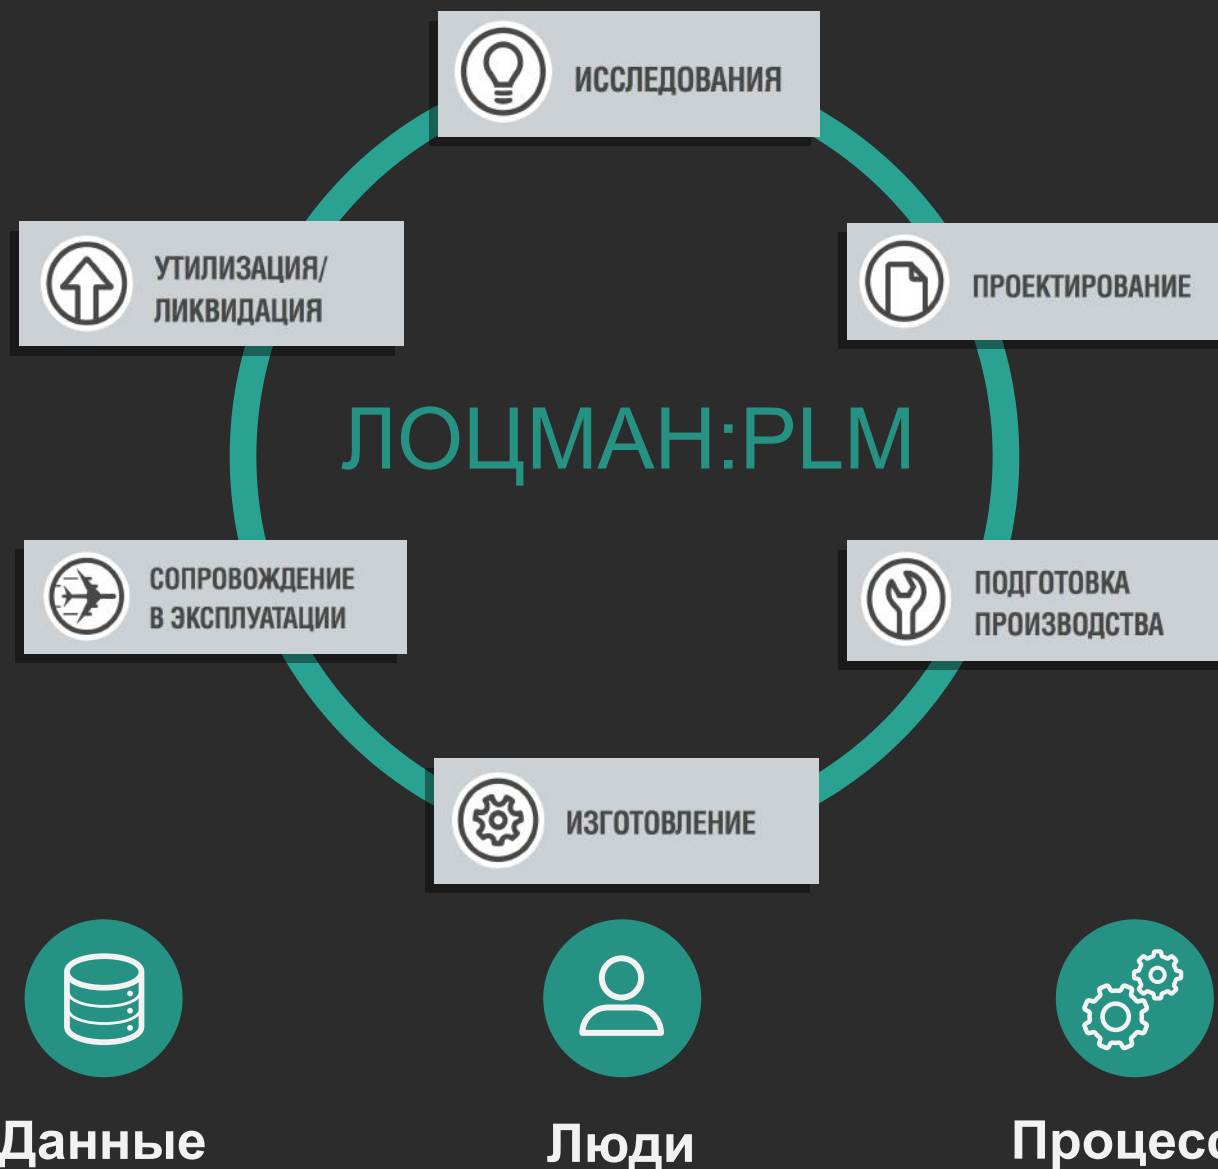 ИССЛЕДОВАНИЯ
УТИЛИЗАЦИЯ/
ЛИКВИДАЦИЯ
ПРОЕКТИРОВАНИЕ
ЛОЦМАН:PLM
СОПРОВОЖДЕНИЕ
В ЭКСПЛУАТАЦИИ
ПОДГОТОВКА
ПРОИЗВОДСТВА
ИЗГОТОВЛЕНИЕ
Данные
Люди